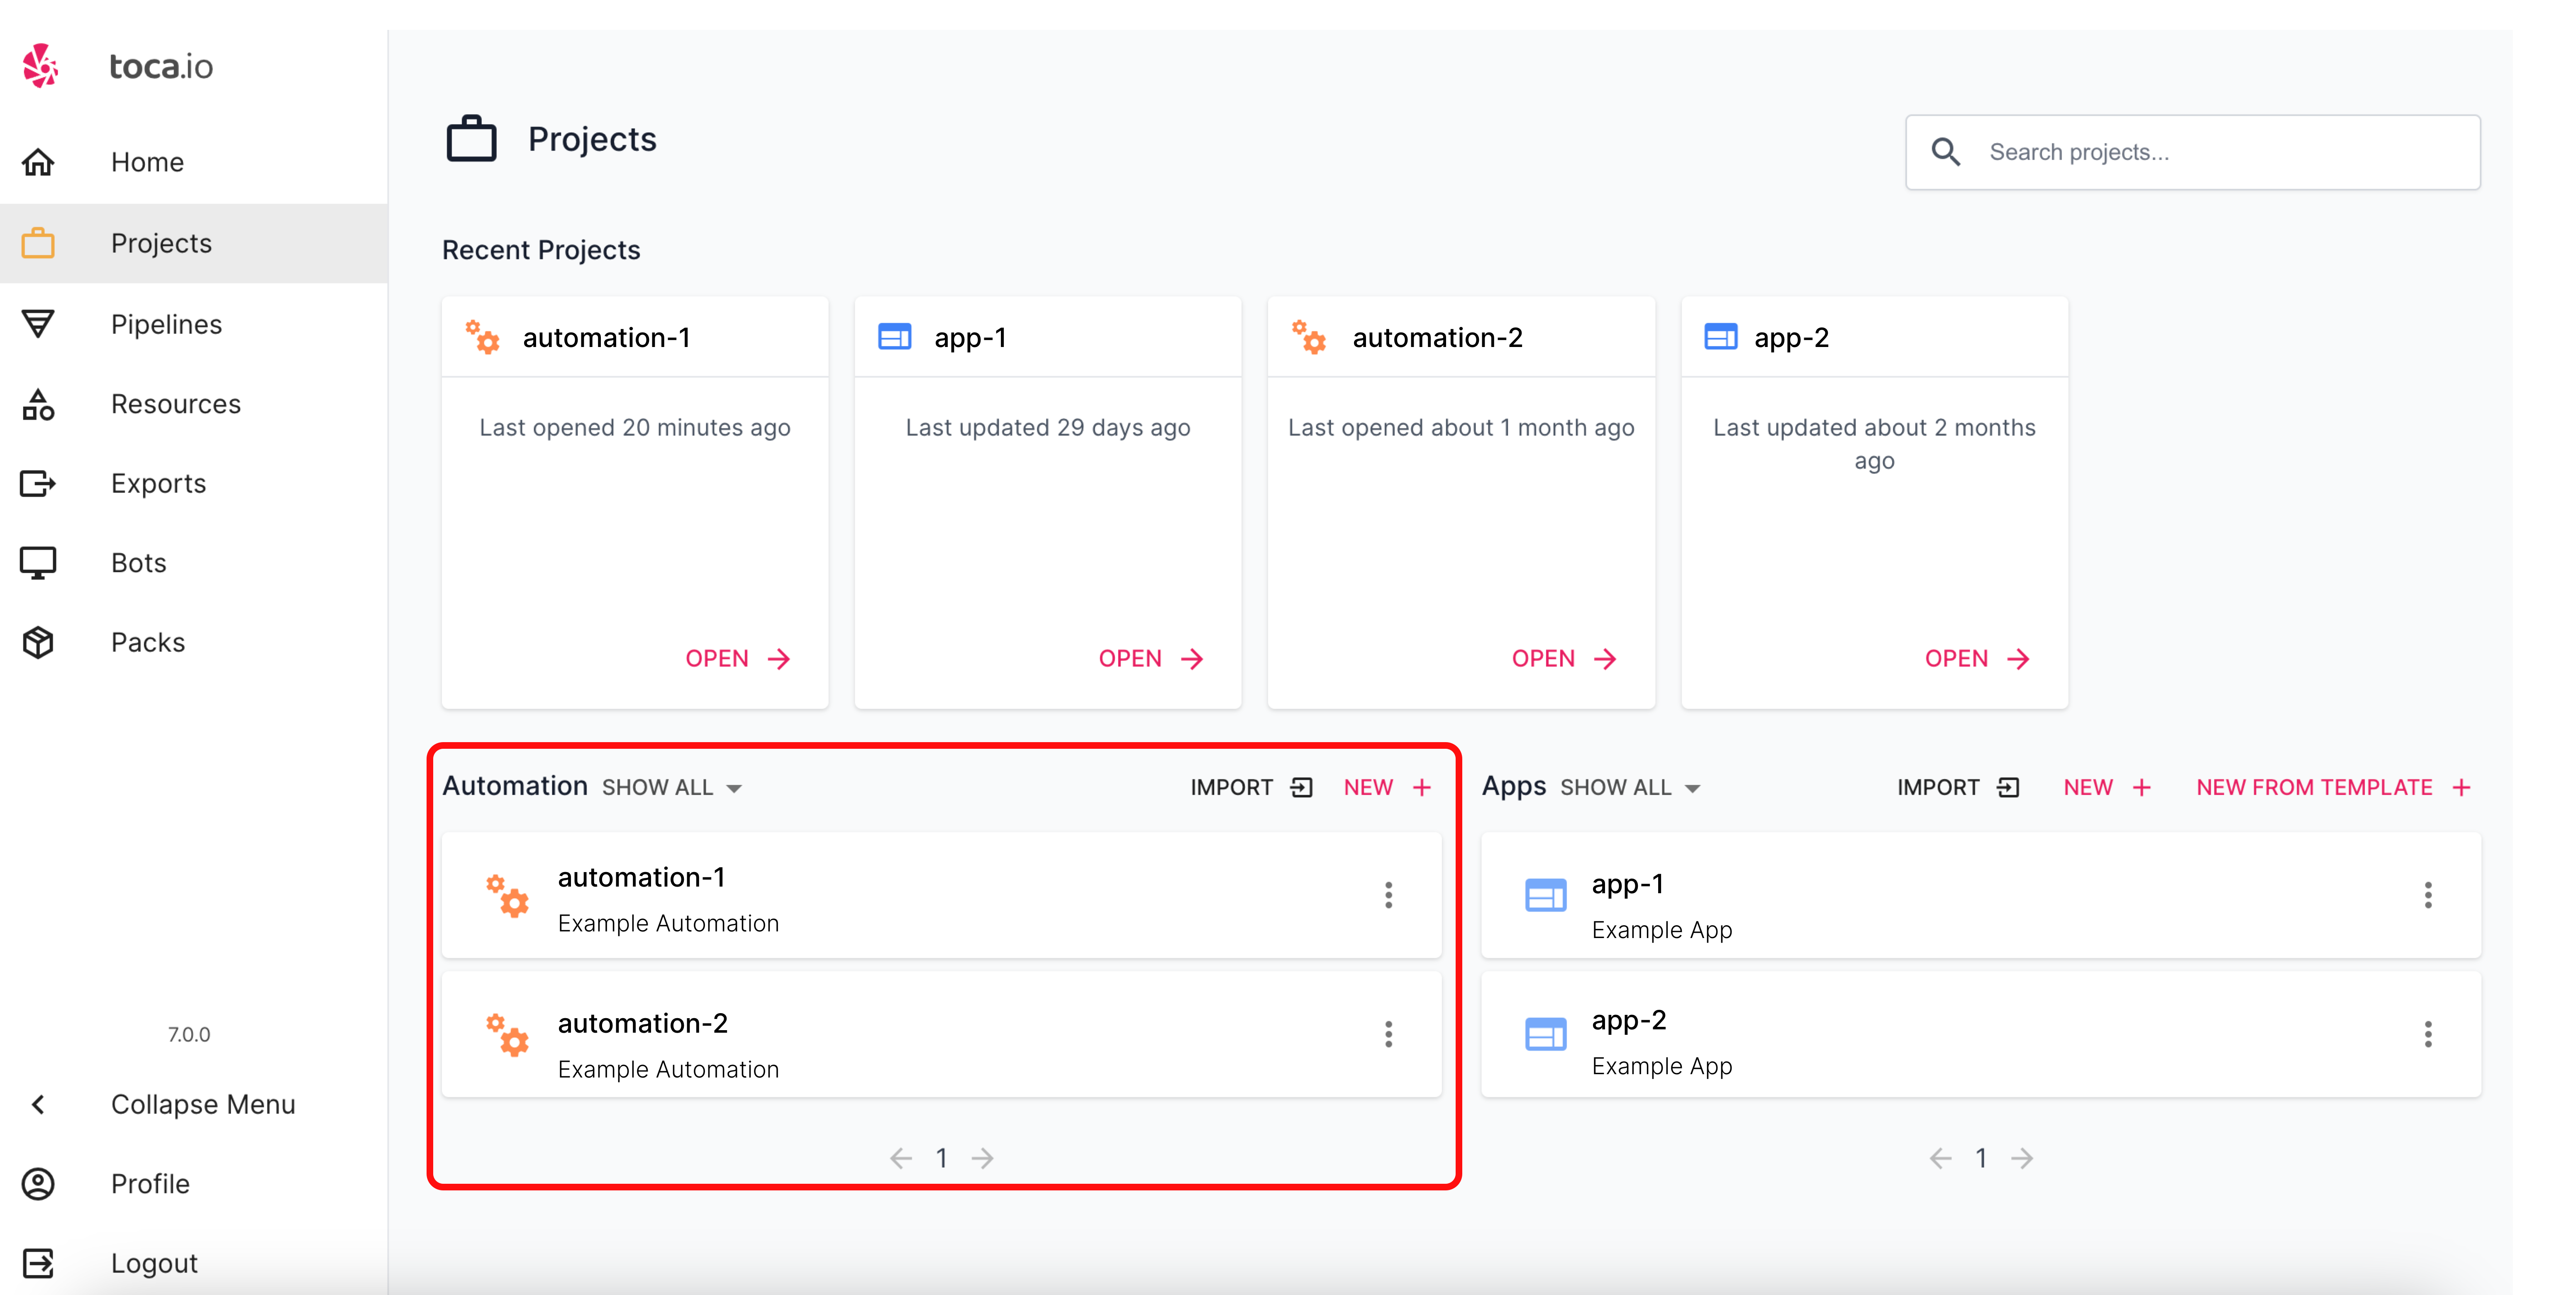 toca.io
Home
Projects
Pipelines
Resources
Exports
Bots
Packs
7.0.0
Collapse Menu
Profile
Logout
Projects
Search projects...
Recent Projects
automation-1
Last opened 20 minutes ago
OPEN
app-1
Last updated 29 days ago
OPEN
automation-2
Last opened about 1 month ago
OPEN
app-2
Last updated about 2 months
ago
OPEN
Automation SHOW ALL IMPORT NEW
automation-1
Example Automation
automation-2
Example Automation
1
Apps SHOW ALL IMPORT NEW NEW FROM TEMPLATE
app-1
Example App
app-2
Example App
1